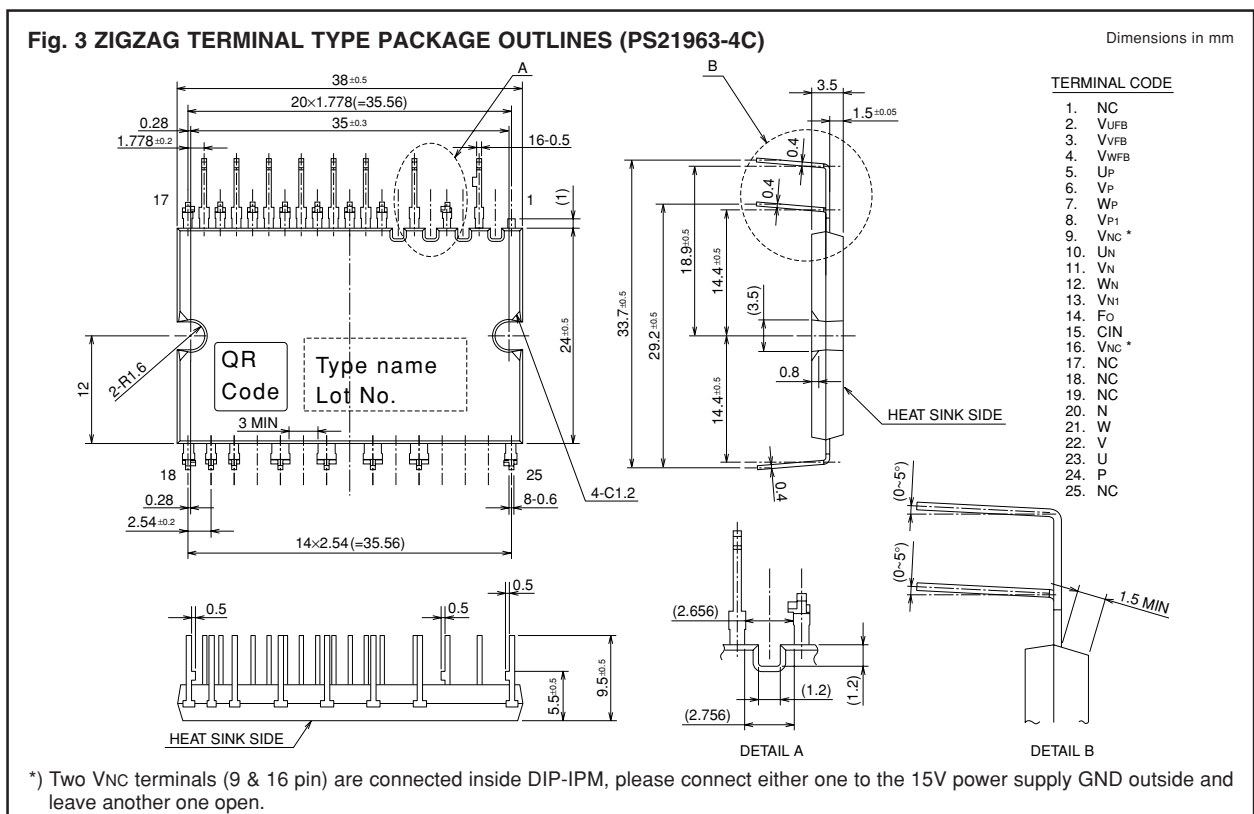 Fig. 3 ZIGZAG TERMINAL TYPE PACKAGE OUTLINES (PS21963-4C)
Dimensions in mm
A
38±0.5
20×1.778(=35.56)
0.28
35±0.3
1.778±0.2
16-0.5
17
1
(1)
2-R1.6
12
QR
Code
Type name
Lot No.
3 MIN
24±0.5
18
25
0.28
2.54±0.2
8-0.6
4-C1.2
14×2.54(=35.56)
B
3.5
1.5±0.05
0.4
0.4
33.7±0.5
29.2±0.5
18.9±0.5
14.4±0.5
(3.5)
0.8
14.4±0.5
HEAT SINK SIDE
0.4
TERMINAL CODE
1. NC
2. VUFB
3. VVFB
4. VWFB
5. UP
6. VP
7. WP
8. VP1
9. VNC *
10. UN
11. VN
12. WN
13. VN1
14. FO
15. CIN
16. VNC *
17. NC
18. NC
19. NC
20. N
21. W
22. V
23. U
24. P
25. NC
0.5
0.5
0.5
5.5±0.5
9.5±0.5
HEAT SINK SIDE
(2.656)
(1.2)
(1.2)
(2.756)
DETAIL A
(0~5°)
(0~5°)
1.5 MIN
DETAIL B
*) Two VNC terminals (9 & 16 pin) are connected inside DIP-IPM, please connect either one to the 15V power supply GND outside and
leave another one open.